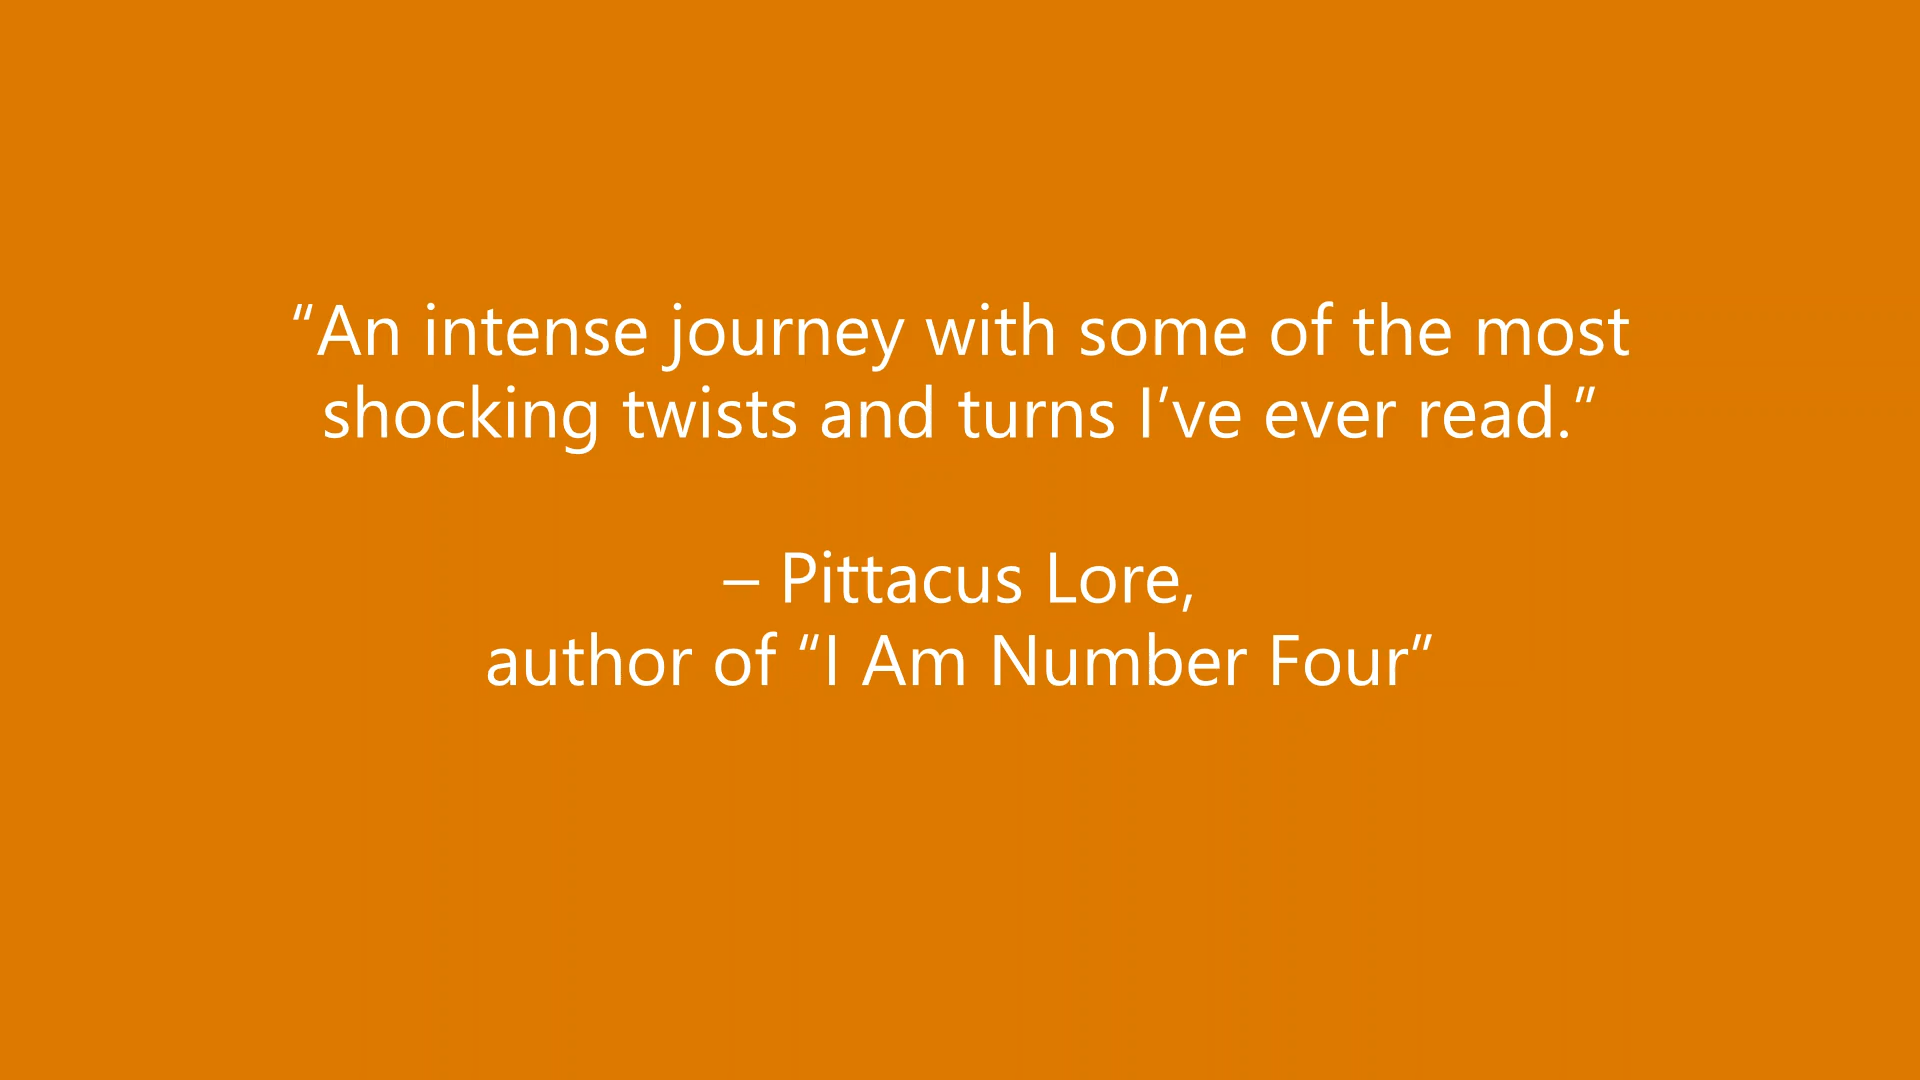 “An intense journey with some of the most
shocking twists and turns I’ve ever read.”
– Pittacus Lore,
author of “I Am Number Four”